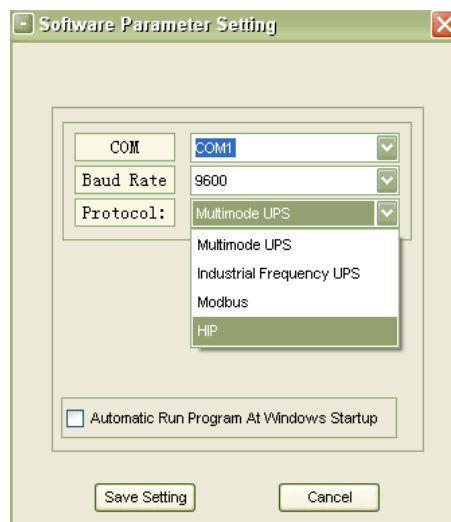 Software Parameter Setting
COM COM1
Baud Rate 9600
Protocol: Multimode UPS
Multimode UPS
Industrial Frequency UPS
Modbus
HIP
Automatic Run Program At Windows Startup
Save Setting Cancel